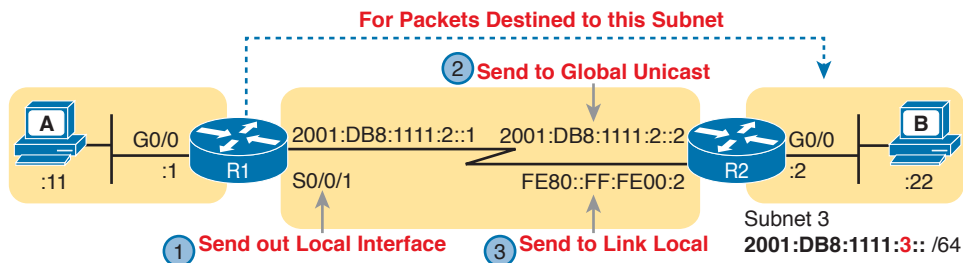 For Packets Destined to this Subnet
2 Send to Global Unicast
A
G0/0
2001:DB8:1111:2::1
2001:DB8:1111:2::2
G0/0
B
:11
:1
R1
S0/0/1
FE80::FF:FE00:2
R2
:2
:22
1 Send out Local Interface
3 Send to Link Local
Subnet 3
2001:DB8:1111:3:: /64